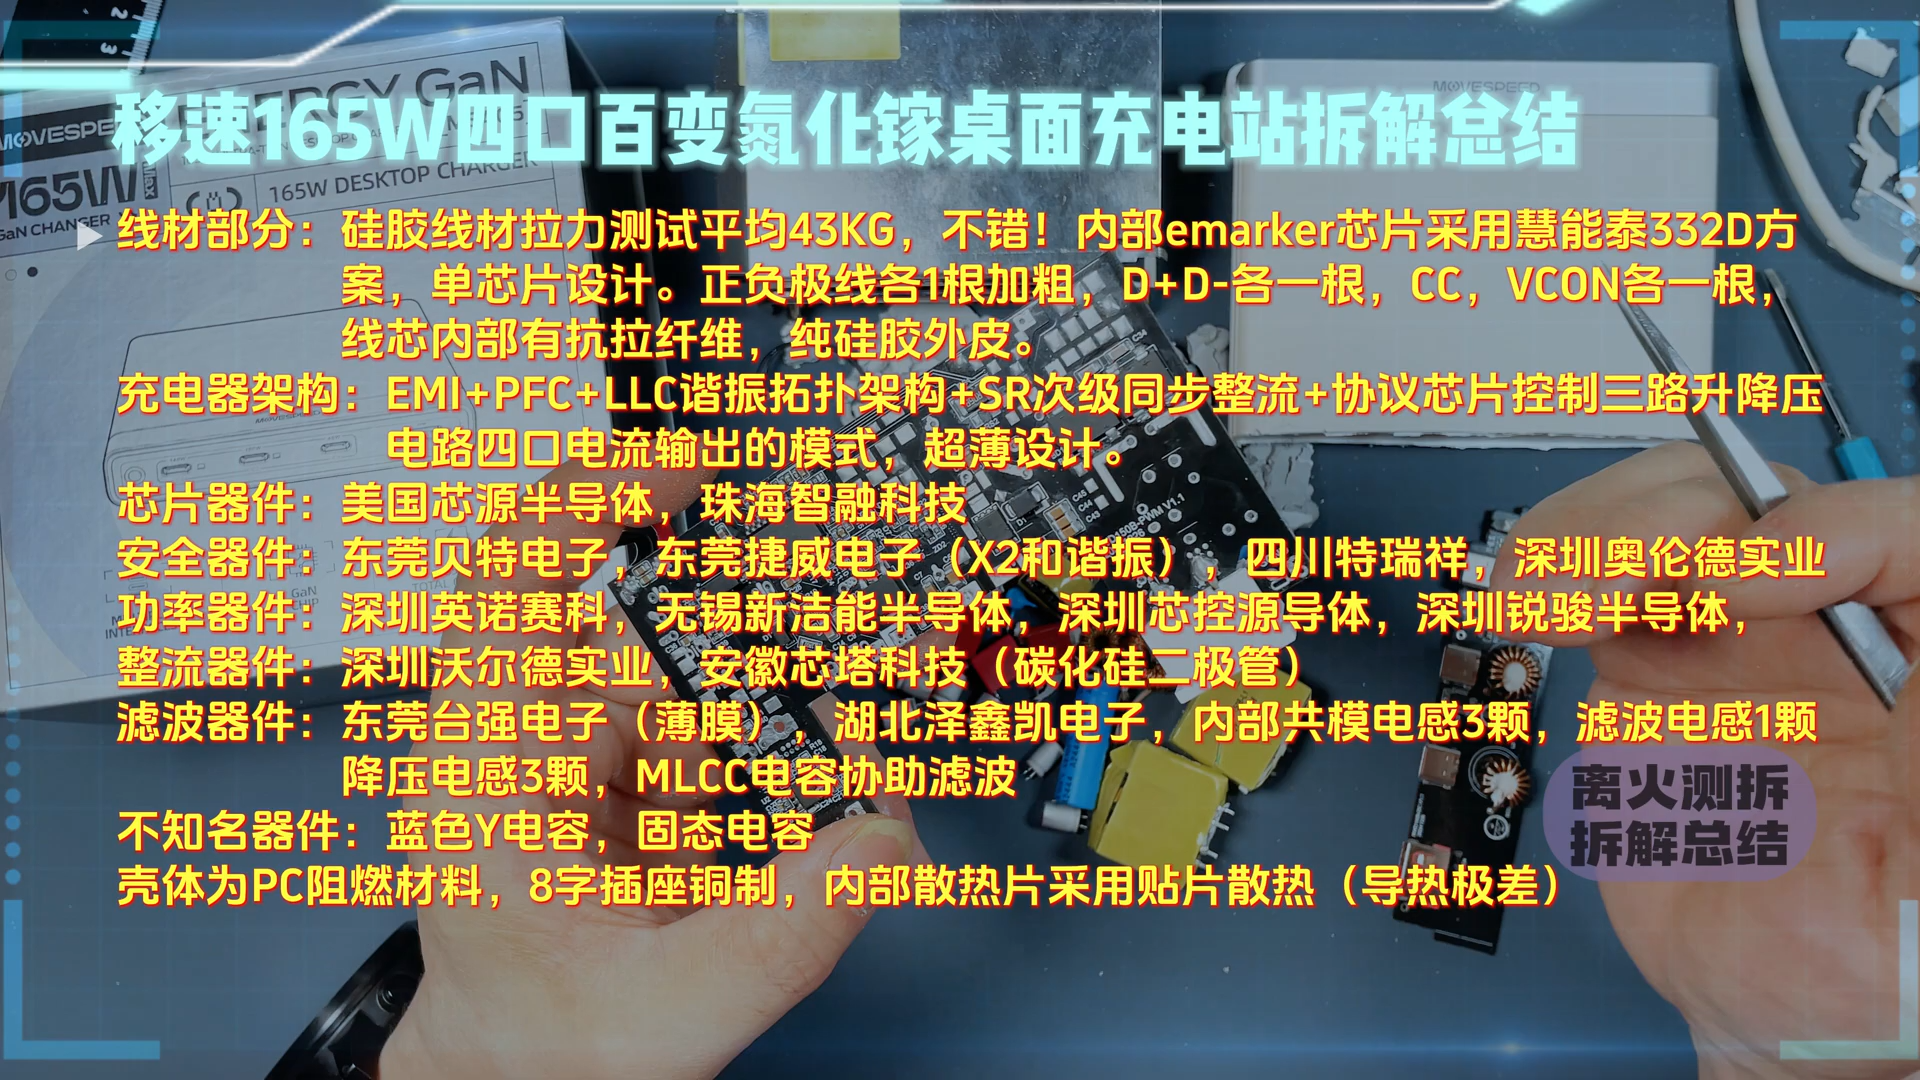 移速165W四口百变氮化镓桌面充电站拆解总结
线材部分：硅胶线材拉力测试平均43KG，不错！内部emarker芯片采用慧能泰332D方
案，单芯片设计。正负极线各1根加粗，D+D-各一根，CC，VCON各一根，
线芯内部有抗拉纤维，纯硅胶外皮。
充电器架构：EMI+PFC+LLC谐振拓扑架构+SR次级同步整流+协议芯片控制三路升降压
电路四口电流输出的模式，超薄设计。
芯片器件：美国芯源半导体，珠海智融科技
安全器件：东莞贝特电子，东莞捷威电子（X2和谐振），四川特瑞祥，深圳奥伦德实业
功率器件：深圳英诺赛科，无锡新洁能半导体，深圳芯控源导体，深圳锐骏半导体，
整流器件：深圳沃尔德实业，安徽芯塔科技（碳化硅二极管）
滤波器件：东莞台强电子（薄膜），湖北泽鑫凯电子，内部共模电感3颗，滤波电感1颗
降压电感3颗，MLCC电容协助滤波
不知名器件：蓝色Y电容，固态电容
壳体为PC阻燃材料，8字插座铜制，内部散热片采用贴片散热（导热极差）
离火测拆
拆解总结
MOVESPEED
165W DESKTOP CHARGER
165W
GaN CHANGER